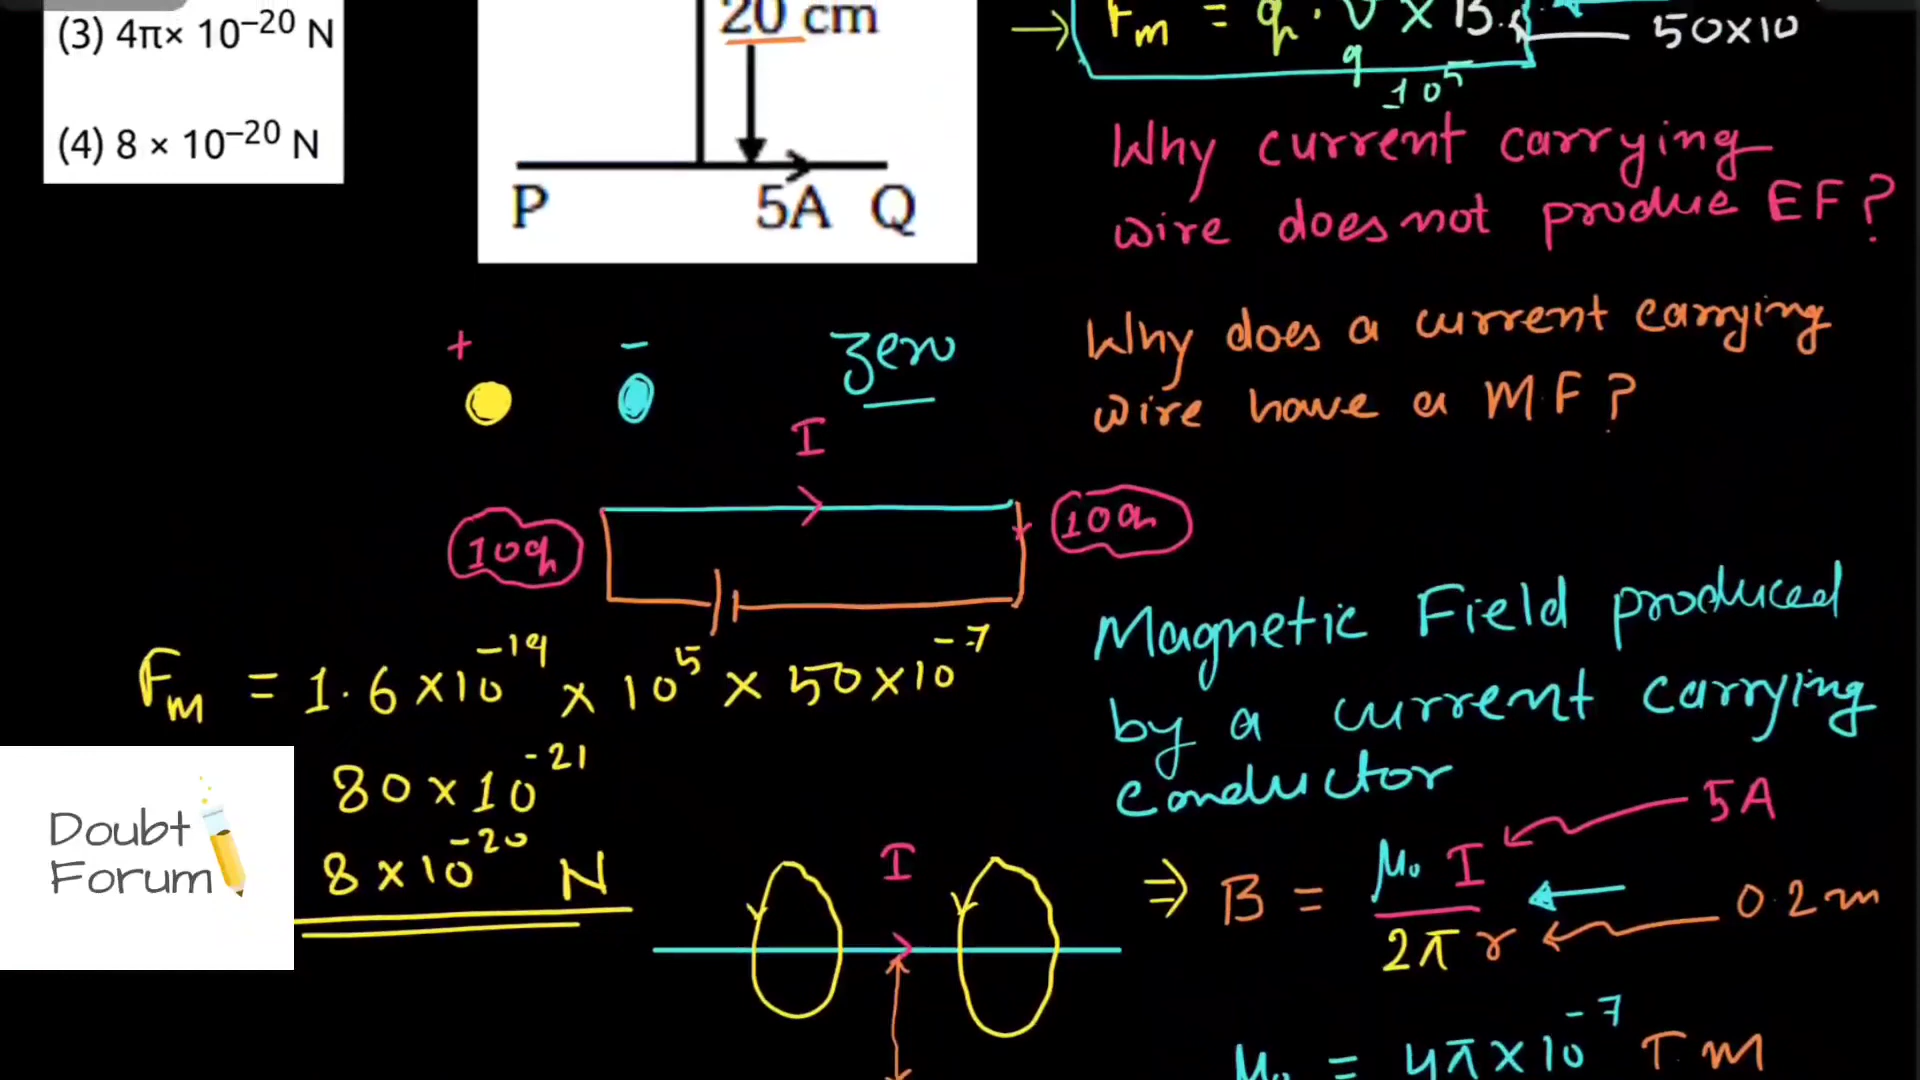 (3) 4π× 10⁻²⁰ N
(4) 8 × 10⁻²⁰ N
20 cm
P 5A Q
Fm = q . v × B.
50×10
q 10⁵
Why current carrying
wire does not produce EF?
Why does a current carrying
wire have a M.F?
+ - zero
I
10q 10q
Fm = 1.6×10⁻¹⁹ × 10⁵ × 50×10⁻⁷
80×10⁻²¹
8×10⁻²⁰ N
Doubt
Forum
I
Magnetic Field produced
by a current carrying
conductor
5A
⇒ B = μ₀ I
2π r
0.2m
μ₀ = 4π×10⁻⁷ T m